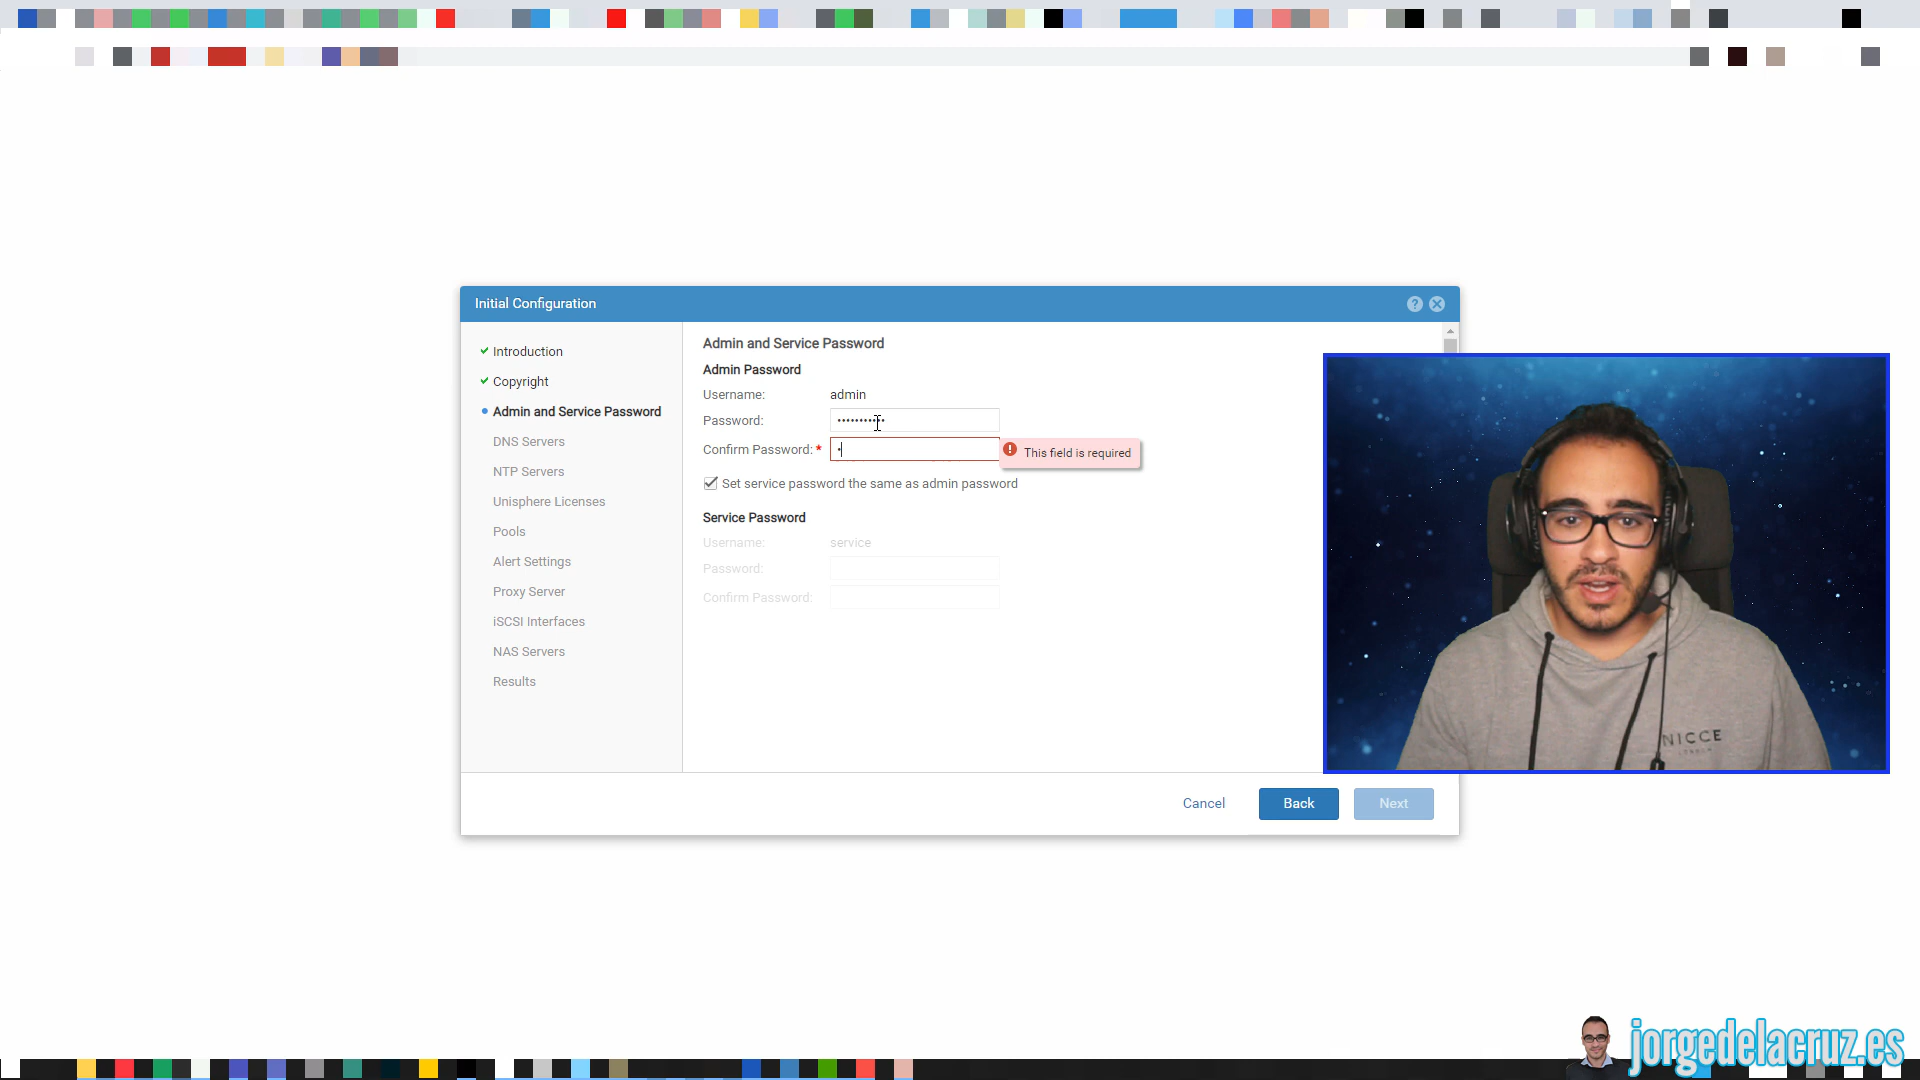 Initial Configuration
Introduction
Copyright
Admin and Service Password
DNS Servers
NTP Servers
Unisphere Licenses
Pools
Alert Settings
Proxy Server
iSCSI Interfaces
NAS Servers
Results
Admin and Service Password
Admin Password
Username: admin
Password: •••••••••••
Confirm Password: * •
This field is required
Set service password the same as admin password
Service Password
Username: service
Password:
Confirm Password:
Cancel
Back
Next
NICCE
jorgedelacruz.es